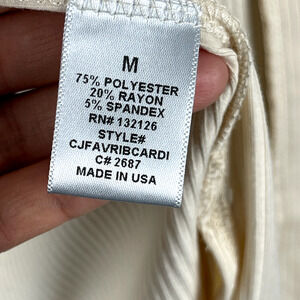 M
75% POLYESTER
20% RAYON
5% SPANDEX
RN# 132126
STYLE#
CJFAVRIBCARDI
C# 2687
MADE IN USA